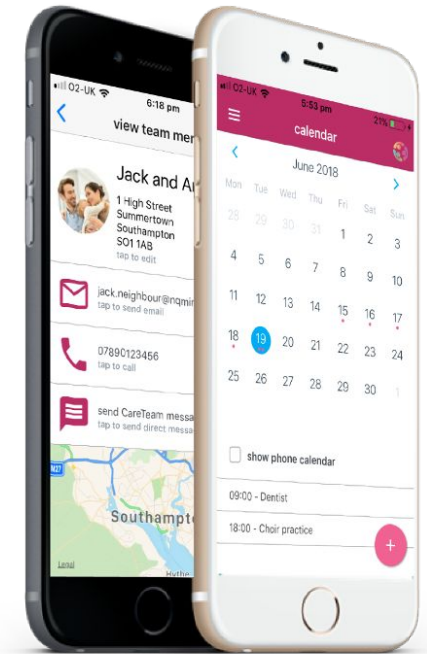 O2-UK
6:18 pm
view team mem
Jack and A
1 High Street
Summertown
Southampton
SO1 1AB
tap to edit
jack.neighbour@nqmin
tap to send email
07890123456
tap to call
send CareTeam messa
tap to send direct messa
Southampt
Legal
Hythe
O2-UK
5:53 pm
21%
calendar
June 2018
Mon Tue Wed Thu Fri Sat Sun
28 29 30 31 1 2 3
4 5 6 7 8 9 10
11 12 13 14 15 16 17
18 19 20 21 22 23 24
25 26 27 28 29 30 1
show phone calendar
09:00 - Dentist
18:00 - Choir practice
+